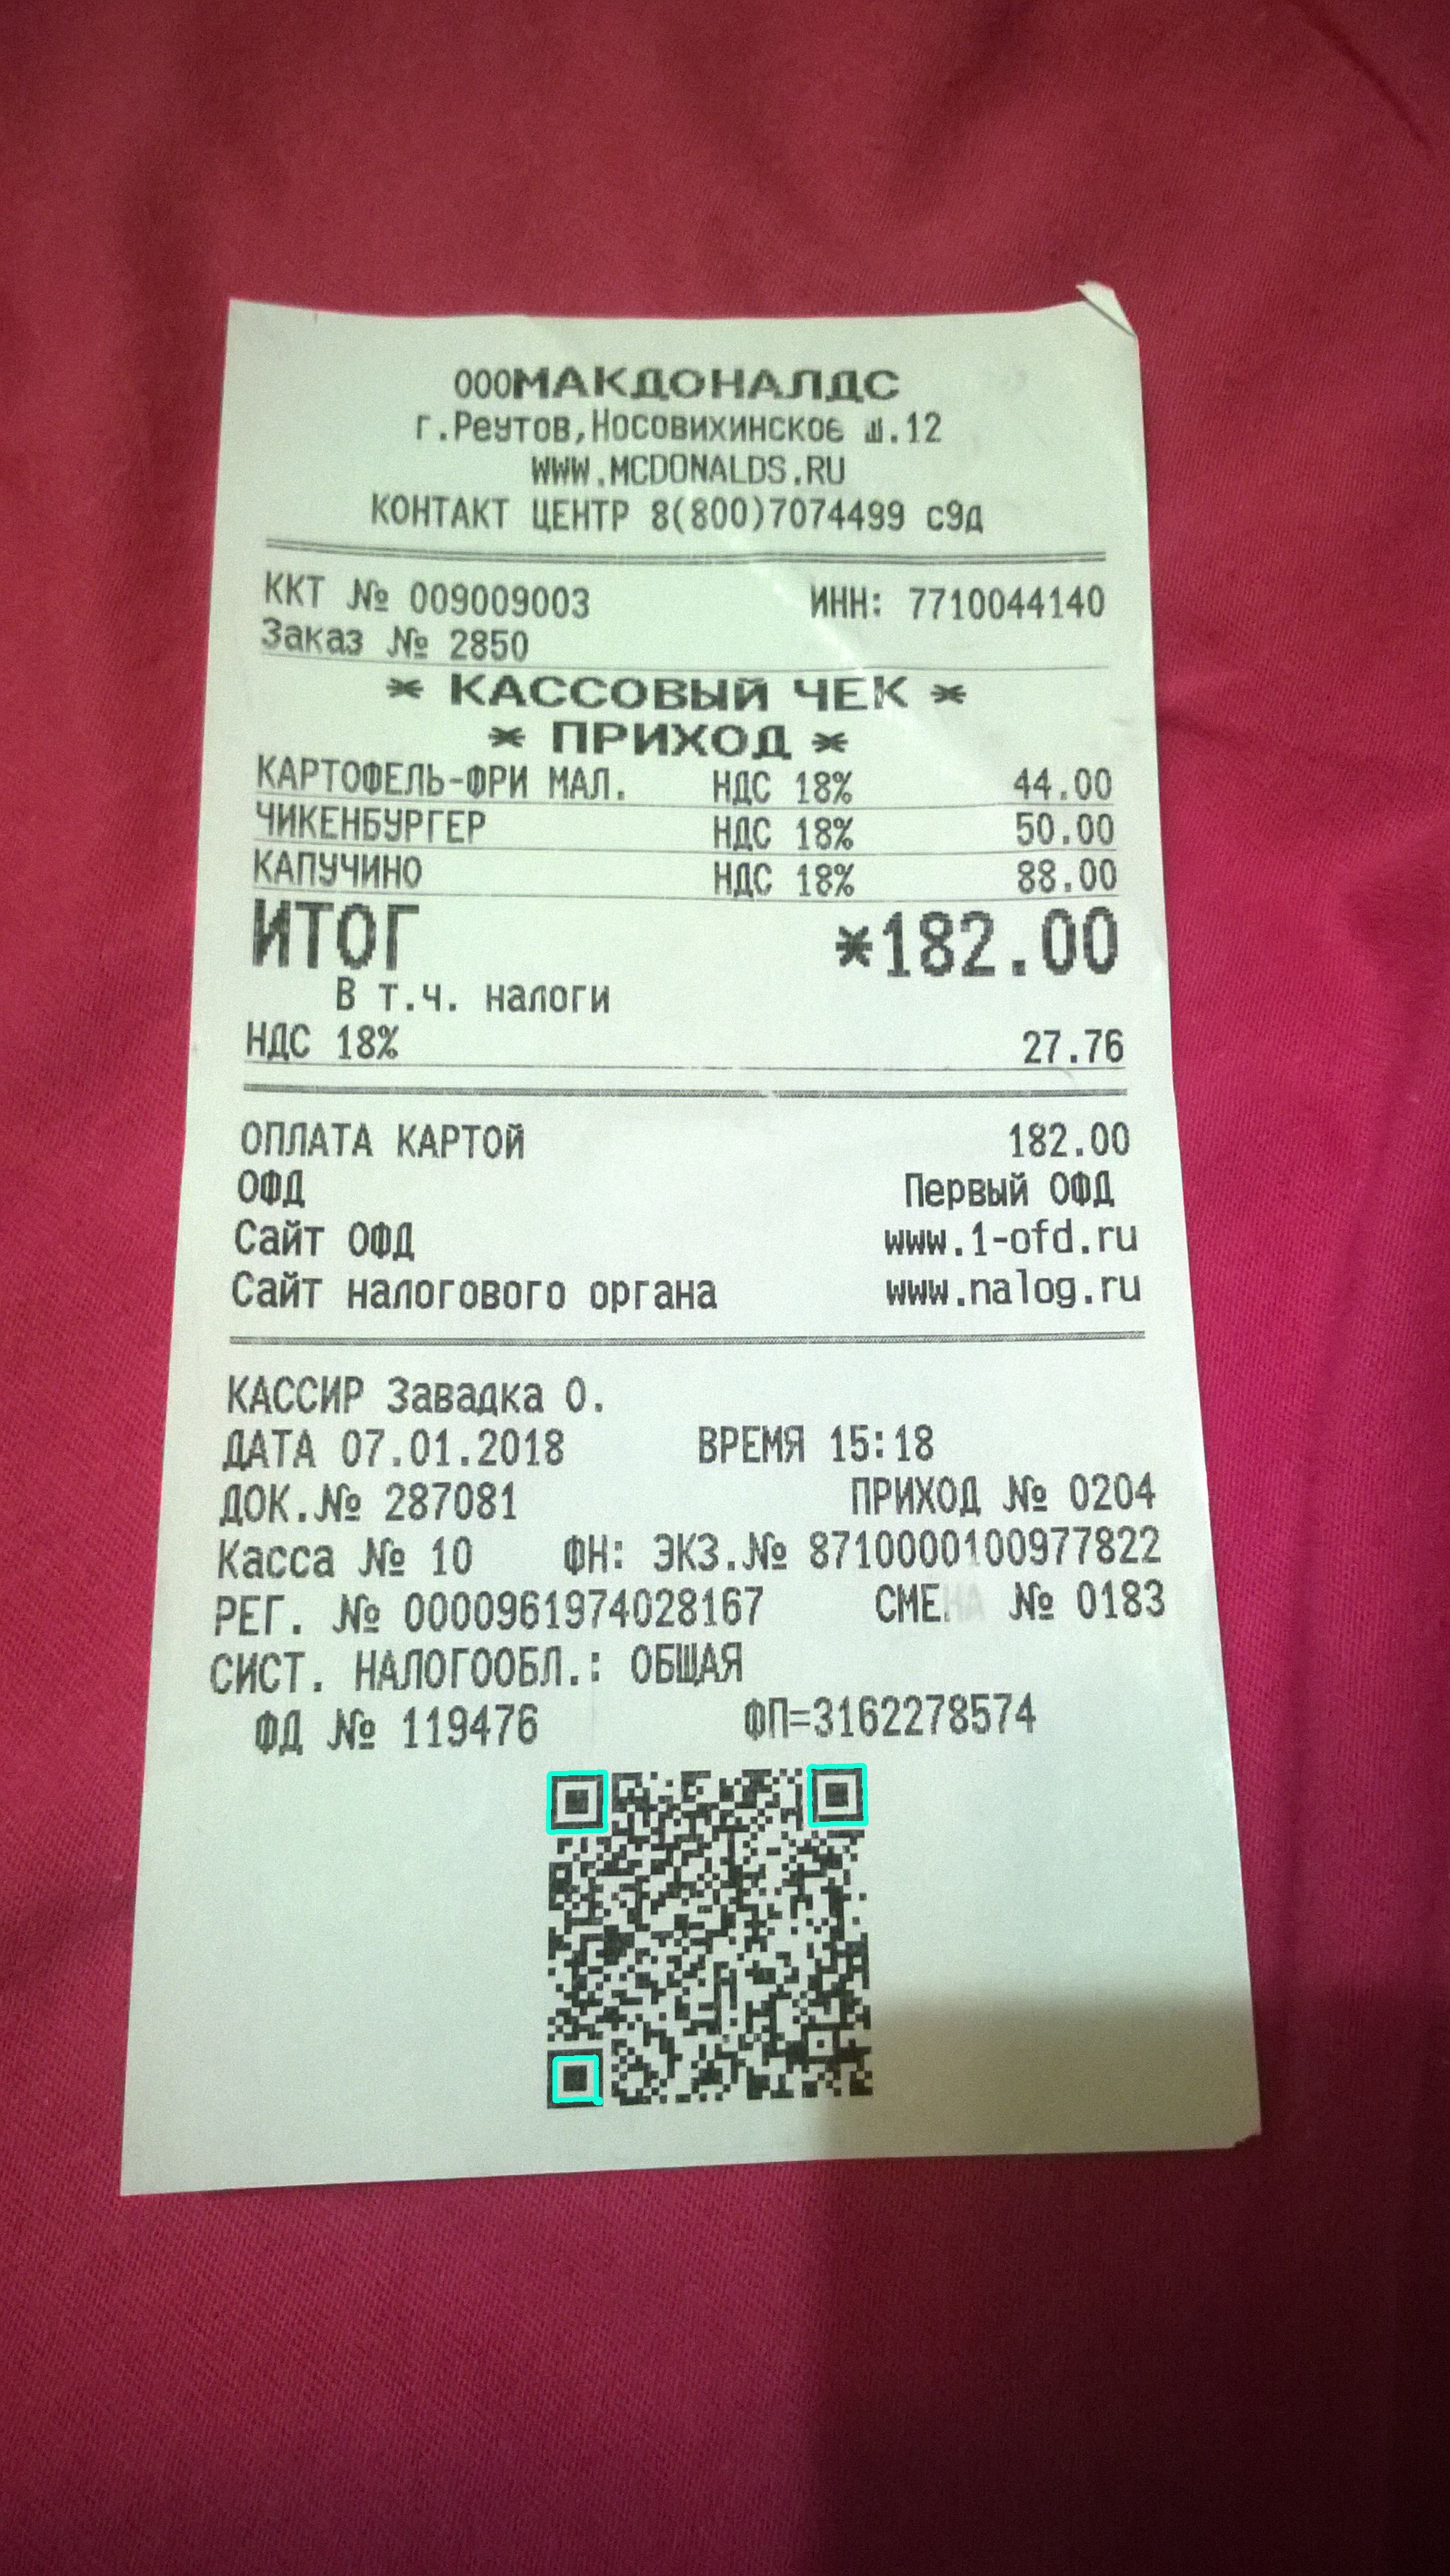 ОООМАКДОНАЛДС
г.Реутов,Носовихинское ш.12
WWW.MCDONALDS.RU
КОНТАКТ ЦЕНТР 8(800)7074499 с9д
ККТ № 009009003 ИНН: 7710044140
Заказ № 2850
* КАССОВЫЙ ЧЕК *
* ПРИХОД *
КАРТОФЕЛЬ-ФРИ МАЛ. НДС 18% 44.00
ЧИКЕНБУРГЕР НДС 18% 50.00
КАПУЧИНО НДС 18% 88.00
ИТОГ *182.00
В т.ч. налоги
НДС 18% 27.76
ОПЛАТА КАРТОЙ 182.00
ОФД Первый ОФД
Сайт ОФД www.1-ofd.ru
Сайт налогового органа www.nalog.ru
КАССИР Завадка О.
ДАТА 07.01.2018 ВРЕМЯ 15:18
ДОК.№ 287081 ПРИХОД № 0204
Касса № 10 ФН: ЭКЗ.№ 8710000100977822
РЕГ. № 0000961974028167 СМЕНА № 0183
СИСТ. НАЛОГООБЛ.: ОБЩАЯ
ФД № 119476 ФП=3162278574